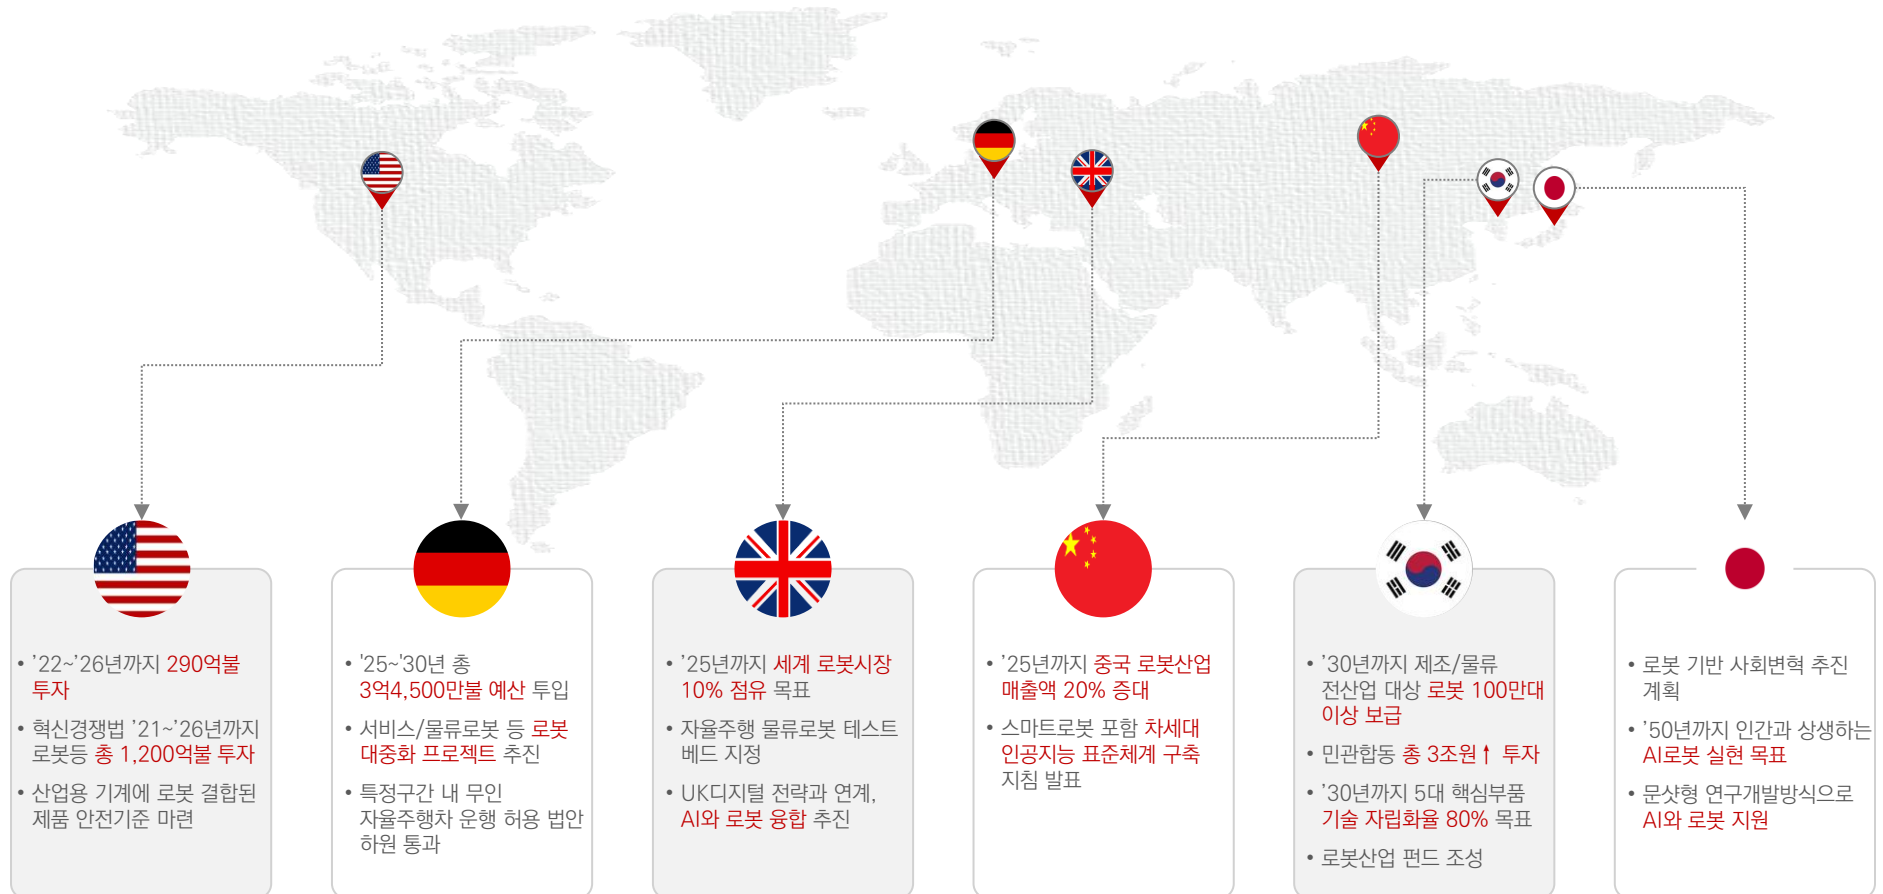 • ’22~’26년까지 290억불
투자
• 혁신경쟁법 ’21~’26년까지
로봇등 총 1,200억불 투자
• 산업용 기계에 로봇 결합된
제품 안전기준 마련
• '25~'30년 총
3억4,500만불 예산 투입
• 서비스/물류로봇 등 로봇
대중화 프로젝트 추진
• 특정구간 내 무인
자율주행차 운행 허용 법안
하원 통과
• ’25년까지 세계 로봇시장
10% 점유 목표
• 자율주행 물류로봇 테스트
베드 지정
• UK디지털 전략과 연계,
AI와 로봇 융합 추진
• ’25년까지 중국 로봇산업
매출액 20% 증대
• 스마트로봇 포함 차세대
인공지능 표준체계 구축
지침 발표
• ’30년까지 제조/물류
전산업 대상 로봇 100만대
이상 보급
• 민관합동 총 3조원↑ 투자
• ’30년까지 5대 핵심부품
기술 자립화율 80% 목표
• 로봇산업 펀드 조성
• 로봇 기반 사회변혁 추진
계획
• ’50년까지 인간과 상생하는
AI로봇 실현 목표
• 문샷형 연구개발방식으로
AI와 로봇 지원